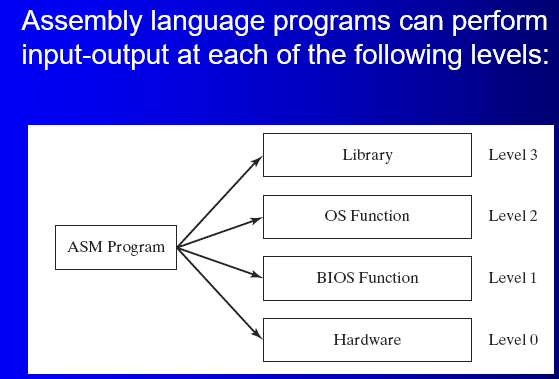 Assembly language programs can perform
input-output at each of the following levels:
Library Level 3
OS Function Level 2
ASM Program
BIOS Function Level 1
Hardware Level 0